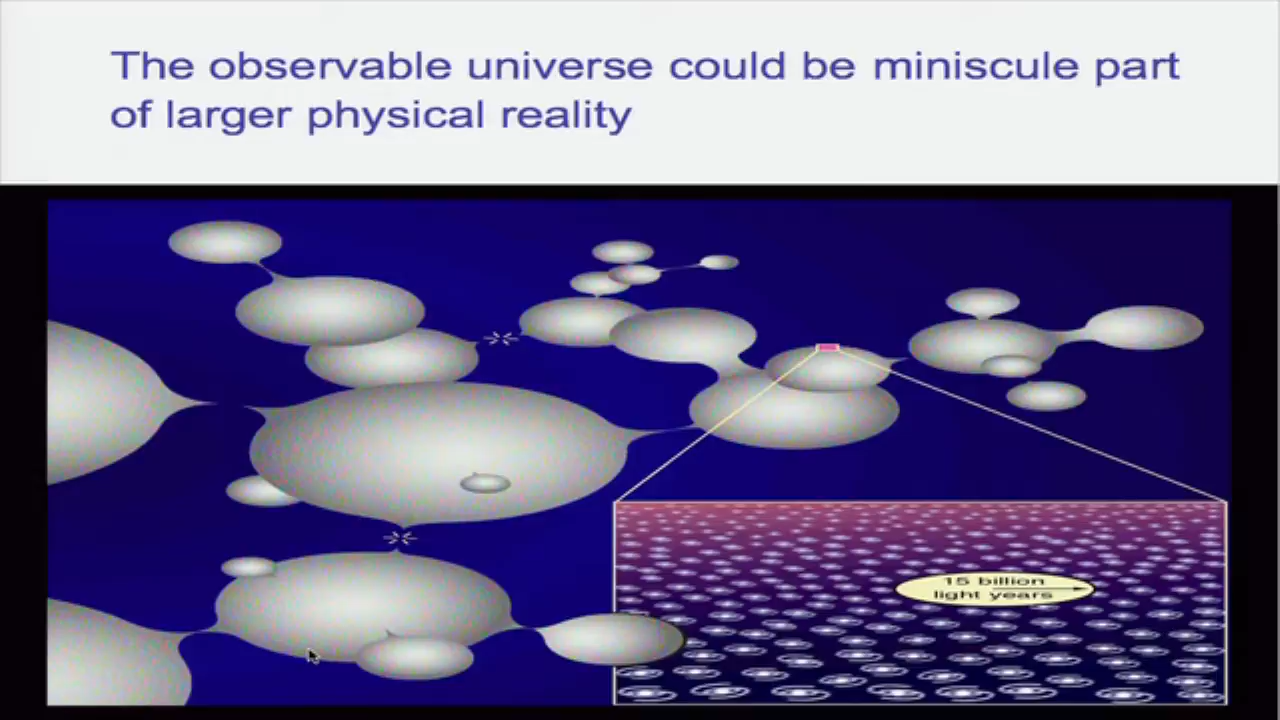 The observable universe could be miniscule part
of larger physical reality
15 billion
light years